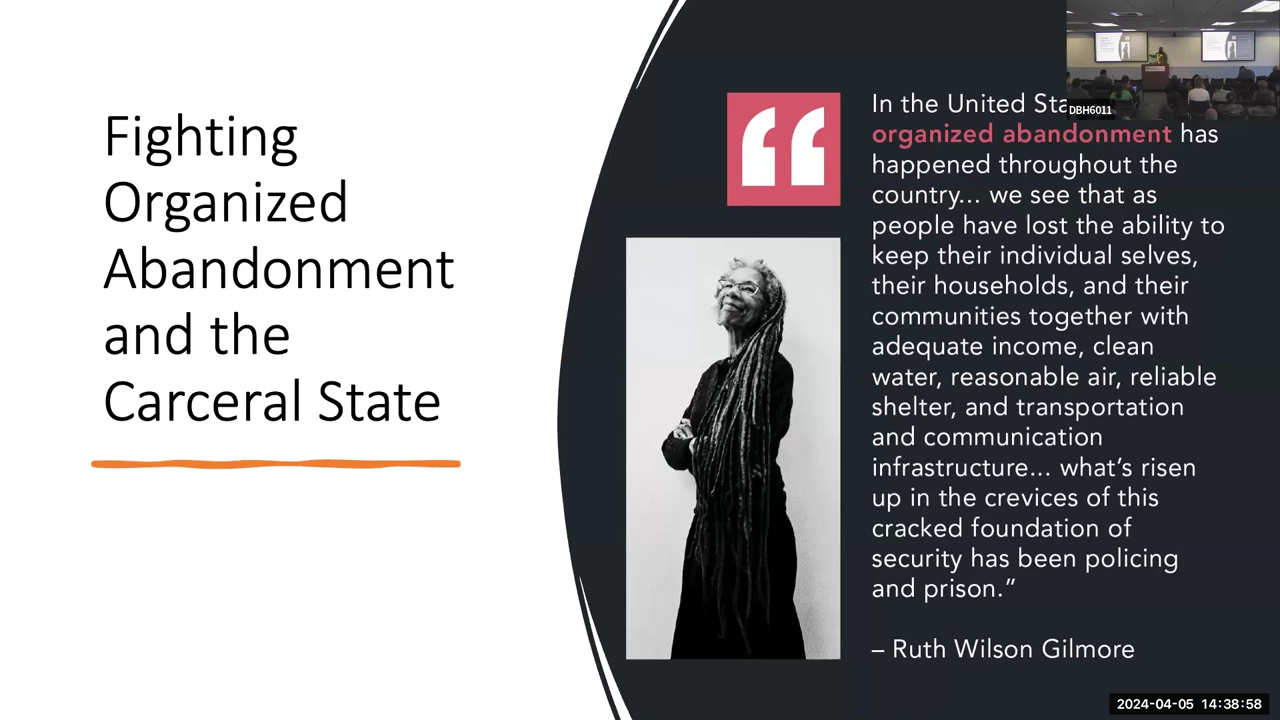 Fighting
Organized
Abandonment
and the
Carceral State
“
In the United Sta
organized abandonment has
happened throughout the
country... we see that as
people have lost the ability to
keep their individual selves,
their households, and their
communities together with
adequate income, clean
water, reasonable air, reliable
shelter, and transportation
and communication
infrastructure... what’s risen
up in the crevices of this
cracked foundation of
security has been policing
and prison.”
– Ruth Wilson Gilmore
DBH6011
2024-04-05 14:38:58